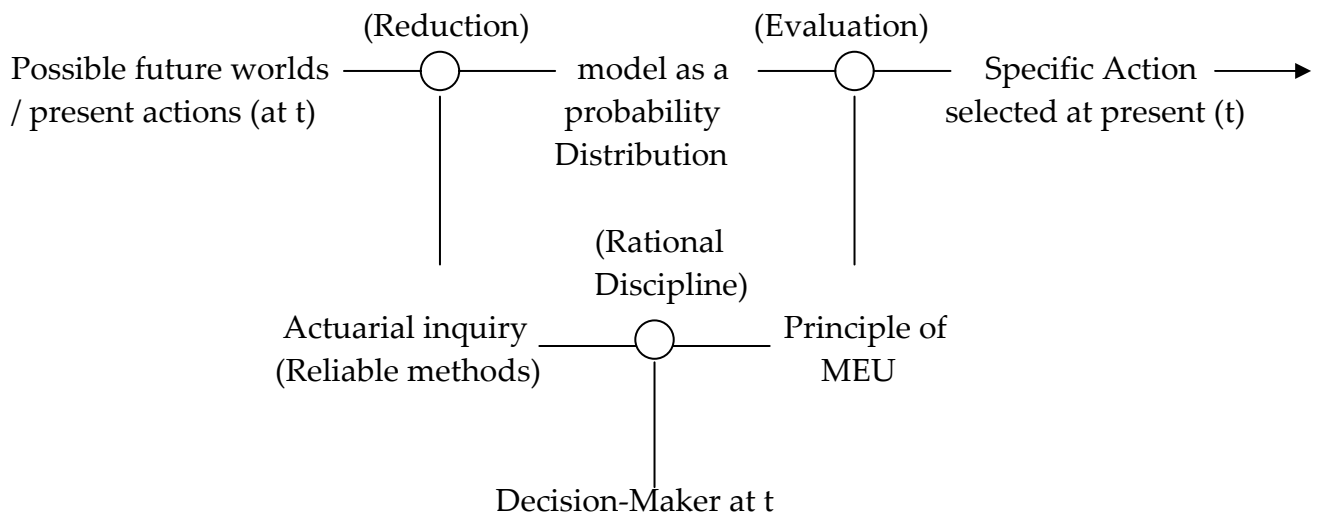 (Reduction)
(Evaluation)
Possible future worlds
/ present actions (at t)
model as a
probability
Distribution
Specific Action
selected at present (t)
(Rational
Discipline)
Actuarial inquiry
(Reliable methods)
Principle of
MEU
Decision-Maker at t